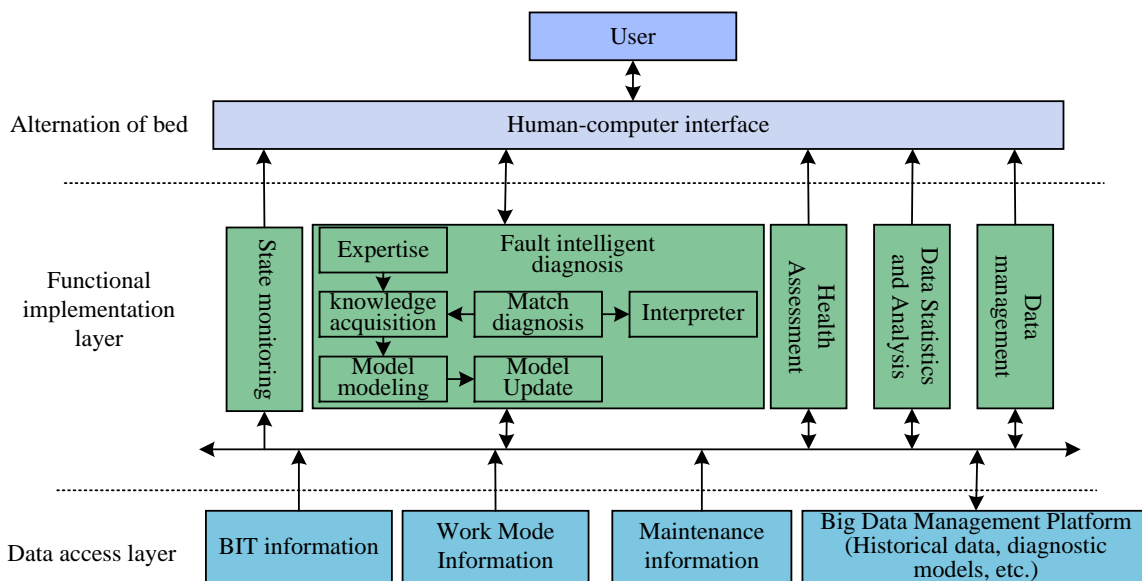 User
Alternation of bed
Human-computer interface
Functional
implementation
layer
State monitoring
Fault intelligent
diagnosis
Expertise
knowledge
acquisition
Match
diagnosis
Interpreter
Model
modeling
Model
Update
Health
Assessment
Data Statistics
and Analysis
Data
management
Data access layer
BIT information
Work Mode
Information
Maintenance
information
Big Data Management Platform
(Historical data, diagnostic
models, etc.)